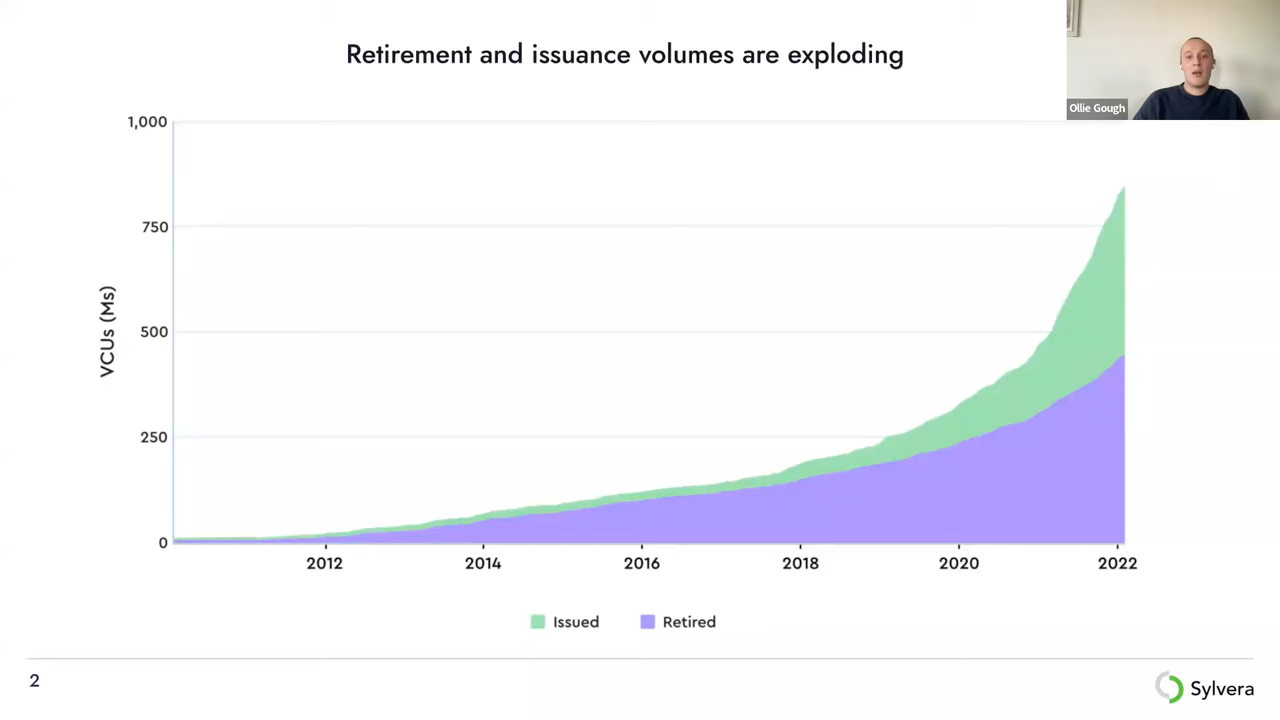 Retirement and issuance volumes are exploding
Ollie Gough
1,000
750
500
250
0
VCUs (Ms)
2012 2014 2016 2018 2020 2022
Issued Retired
2
Sylvera